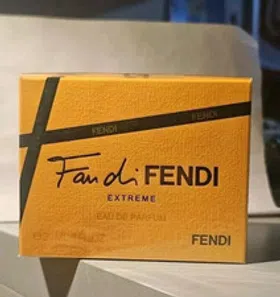 FENDI
FENDI
Fan di FENDI
EXTREME
EAU DE PARFUM
FENDI